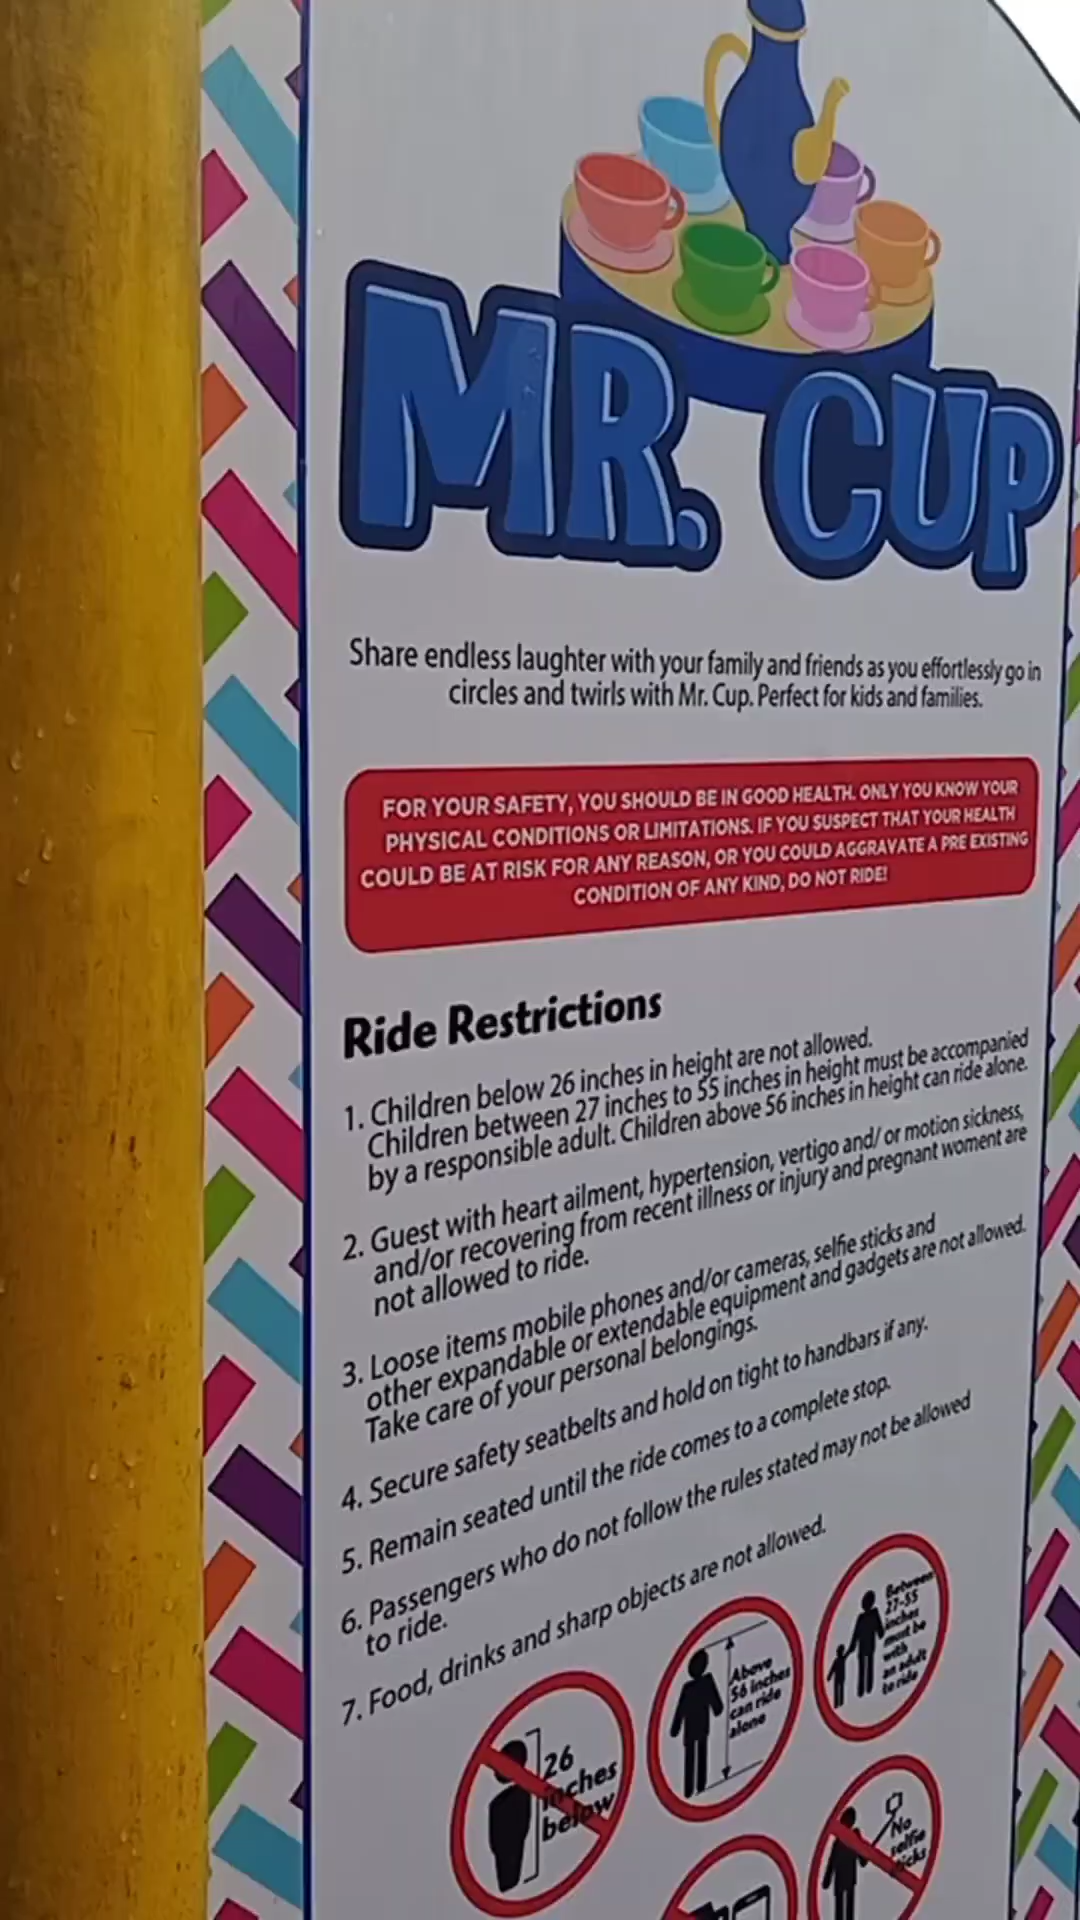 MR. CUP
Share endless laughter with your family and friends as you effortlessly go in
circles and twirls with Mr. Cup. Perfect for kids and families.
FOR YOUR SAFETY, YOU SHOULD BE IN GOOD HEALTH. ONLY YOU KNOW YOUR
PHYSICAL CONDITIONS OR LIMITATIONS. IF YOU SUSPECT THAT YOUR HEALTH
COULD BE AT RISK FOR ANY REASON, OR YOU COULD AGGRAVATE A PRE EXISTING
CONDITION OF ANY KIND, DO NOT RIDE!
Ride Restrictions
1. Children below 26 inches in height are not allowed.
Children between 27 inches to 55 inches in height must be accompanied
by a responsible adult. Children above 56 inches in height can ride alone.
2. Guest with heart ailment, hypertension, vertigo and/ or motion sickness,
and/or recovering from recent illness or injury and pregnant woment are
not allowed to ride.
3. Loose items mobile phones and/or cameras, selfie sticks and
other expandable or extendable equipment and gadgets are not allowed.
Take care of your personal belongings.
4. Secure safety seatbelts and hold on tight to handbars if any.
5. Remain seated until the ride comes to a complete stop.
6. Passengers who do not follow the rules stated may not be allowed
to ride.
7. Food, drinks and sharp objects are not allowed.
26
inches
below
Above
56 inches
can ride
alone
Between
27-55
inches
must be
with
an adult
to ride
No
selfie
sticks